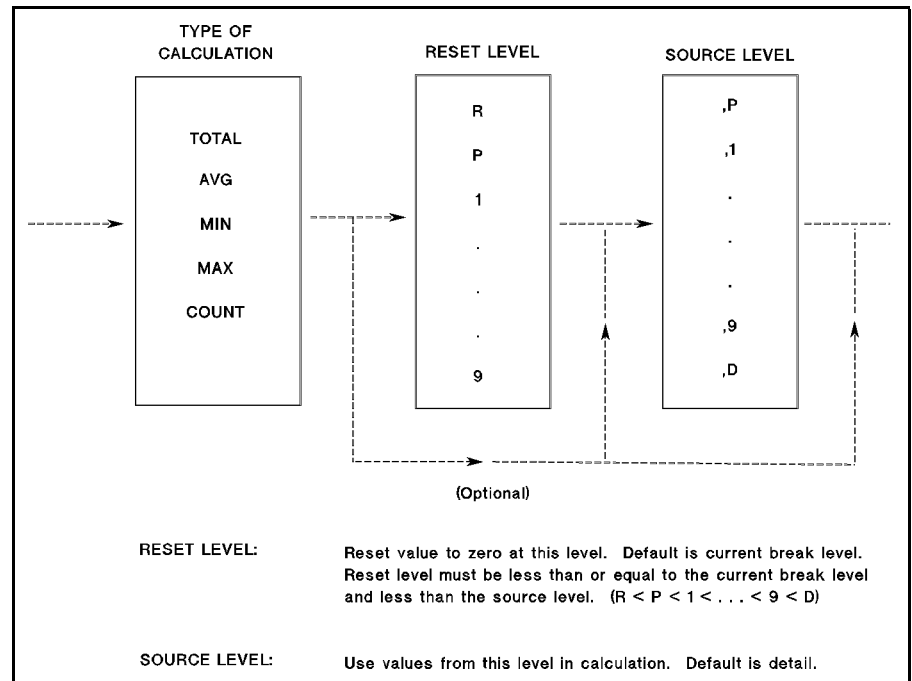 TYPE OF
CALCULATION
TOTAL
AVG
MIN
MAX
COUNT
RESET LEVEL
R
P
1
.
.
.
9
SOURCE LEVEL
,P
,1
.
.
.
,9
,D
(Optional)
RESET LEVEL: Reset value to zero at this level. Default is current break level.
Reset level must be less than or equal to the current break level
and less than the source level. (R < P < 1 < . . . < 9 < D)
SOURCE LEVEL: Use values from this level in calculation. Default is detail.